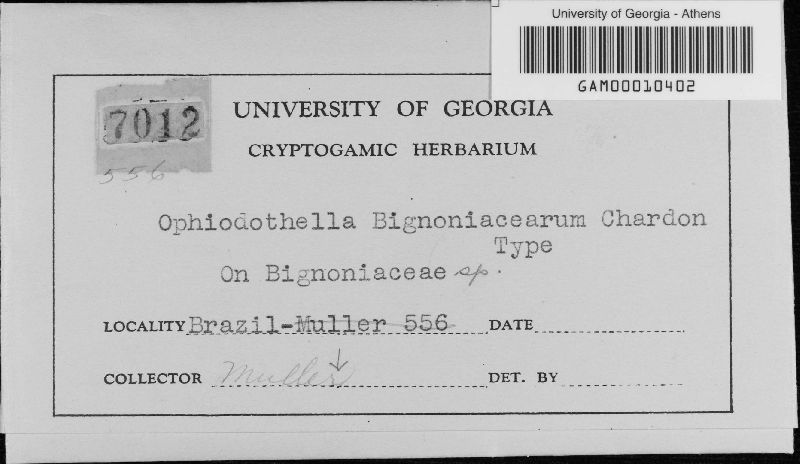 University of Georgia - Athens
GAM00010402
7012
556
UNIVERSITY OF GEORGIA
CRYPTOGAMIC HERBARIUM
Ophiodothella Bignoniacearum Chardon
Type
On Bignoniaceae sp.
LOCALITY Brazil-Muller 556 DATE
COLLECTOR Muller DET. BY